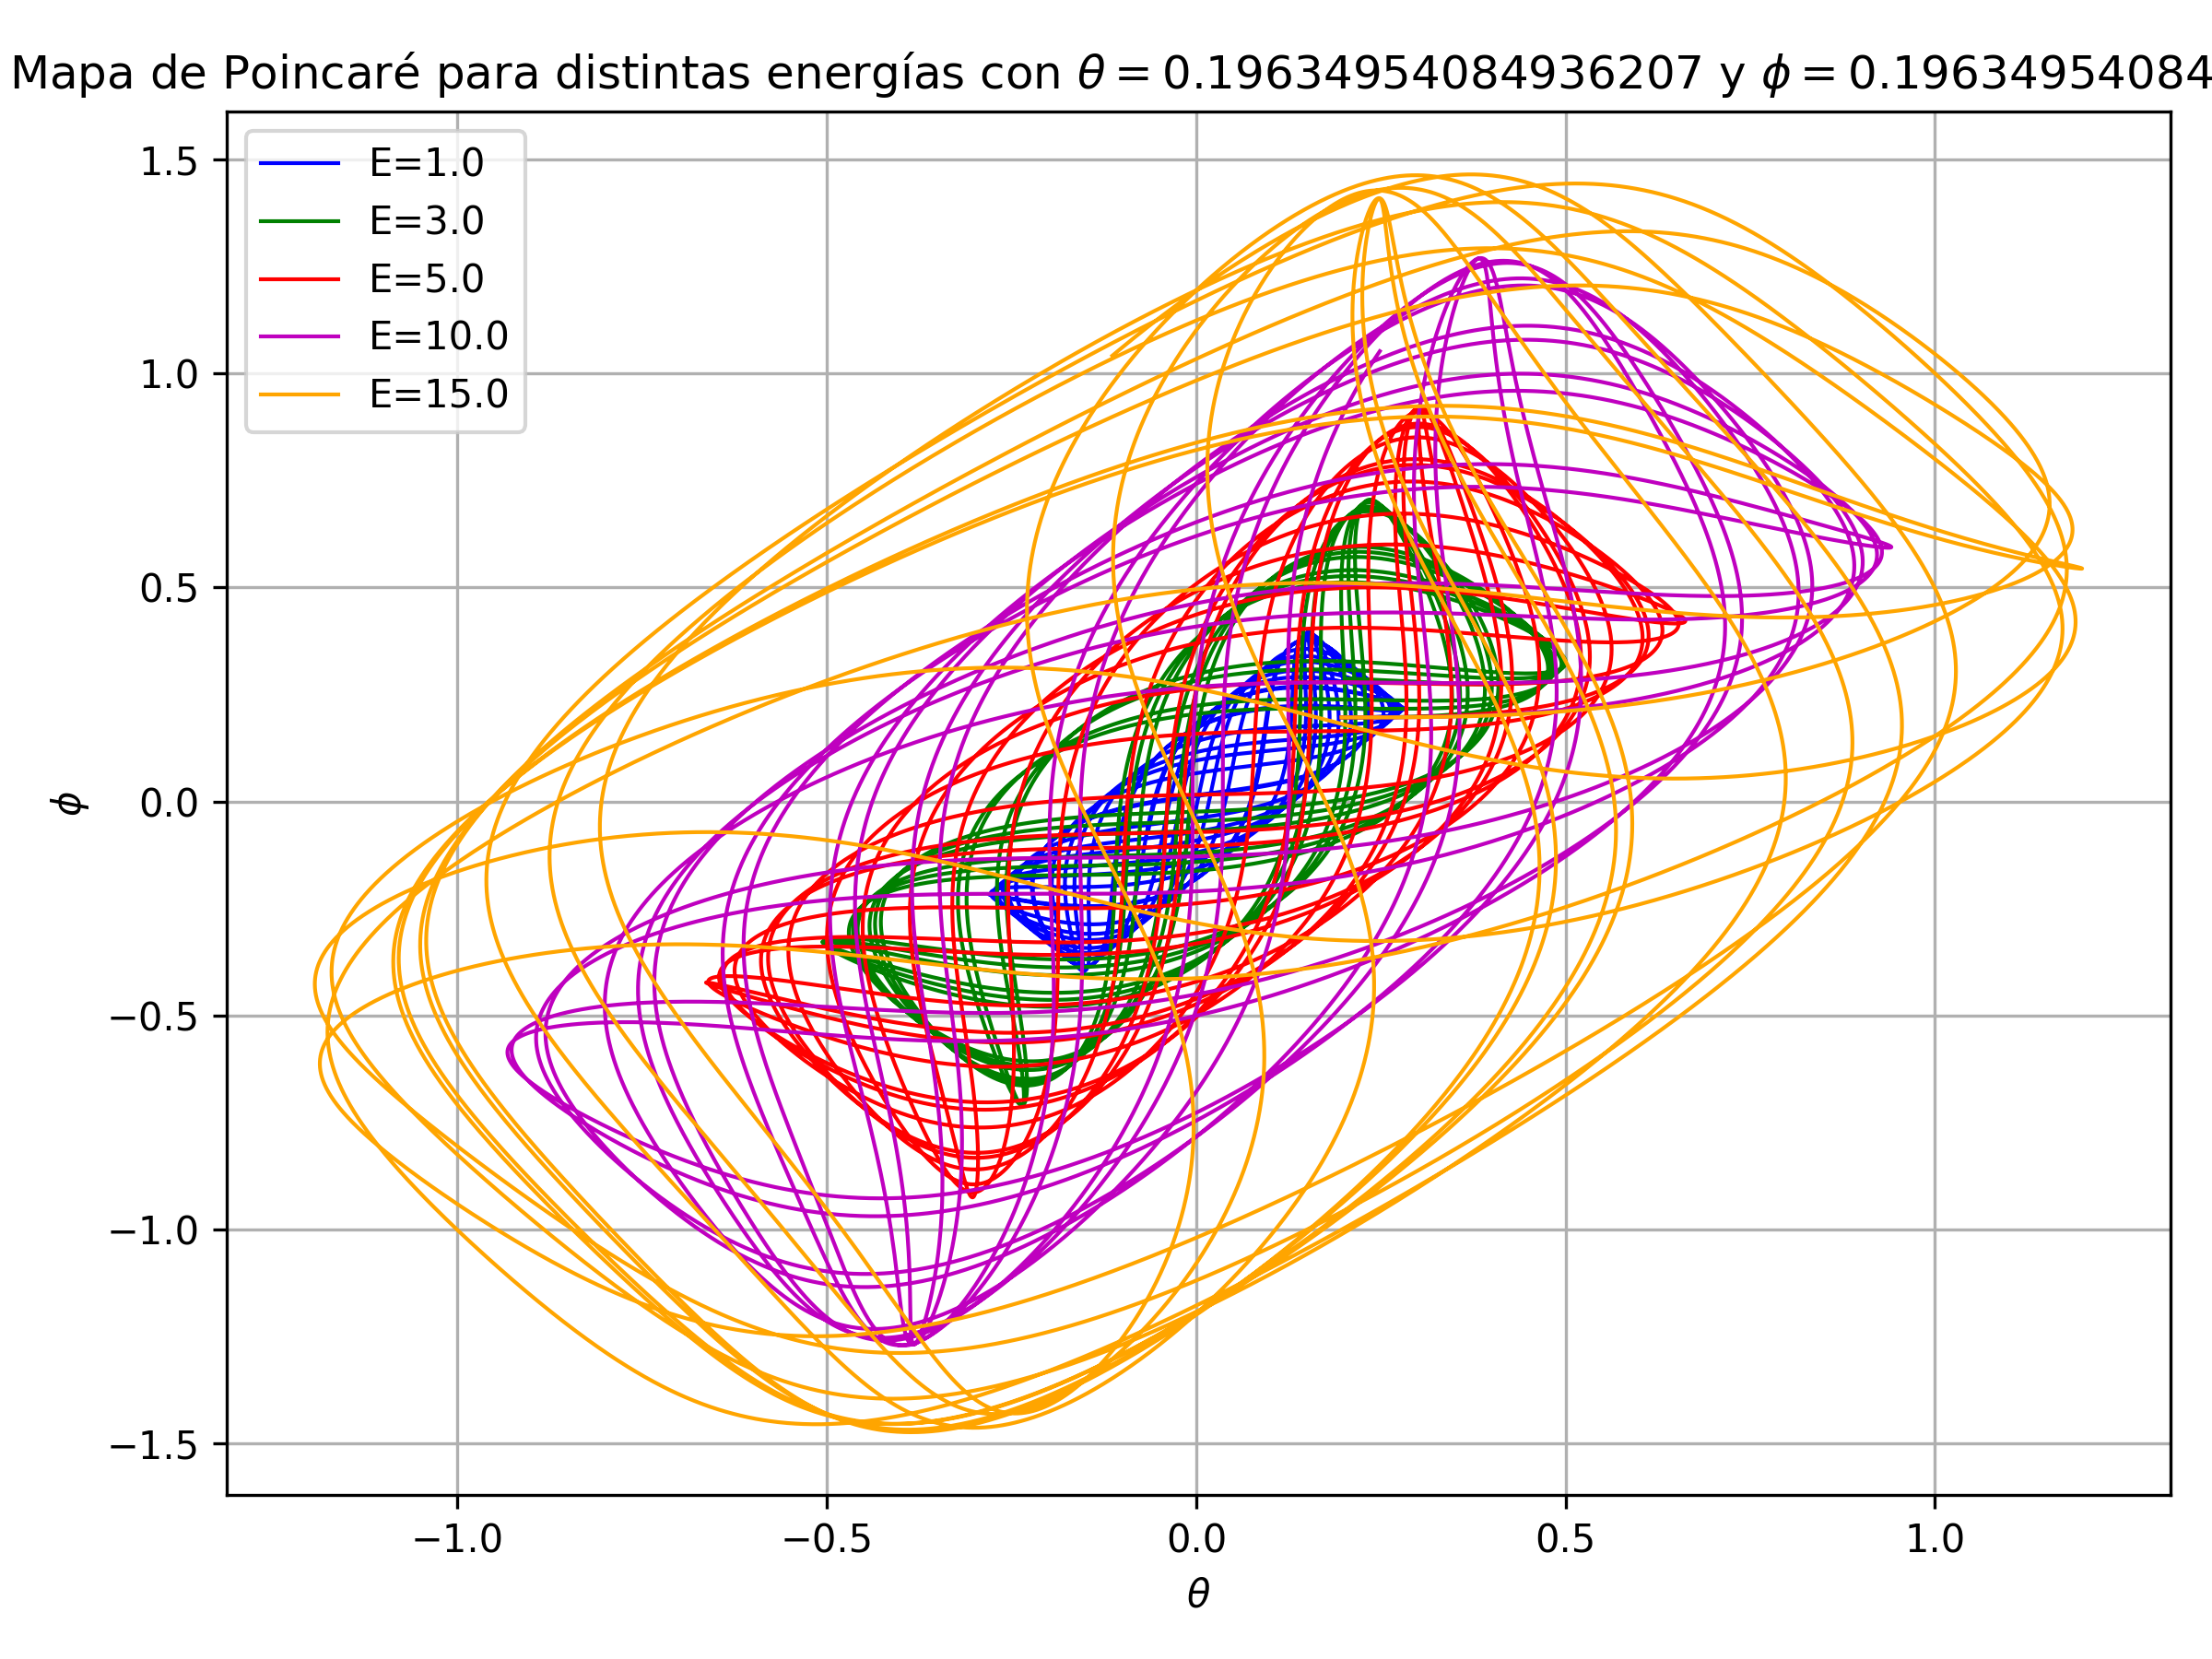 Mapa de Poincaré para distintas energías con θ = 0.19634954084936207 y ϕ = 0.19634954084
E=1.0
E=3.0
E=5.0
E=10.0
E=15.0
1.5
1.0
0.5
0.0
−0.5
−1.0
−1.5
ϕ
−1.0 −0.5 0.0 0.5 1.0
θ